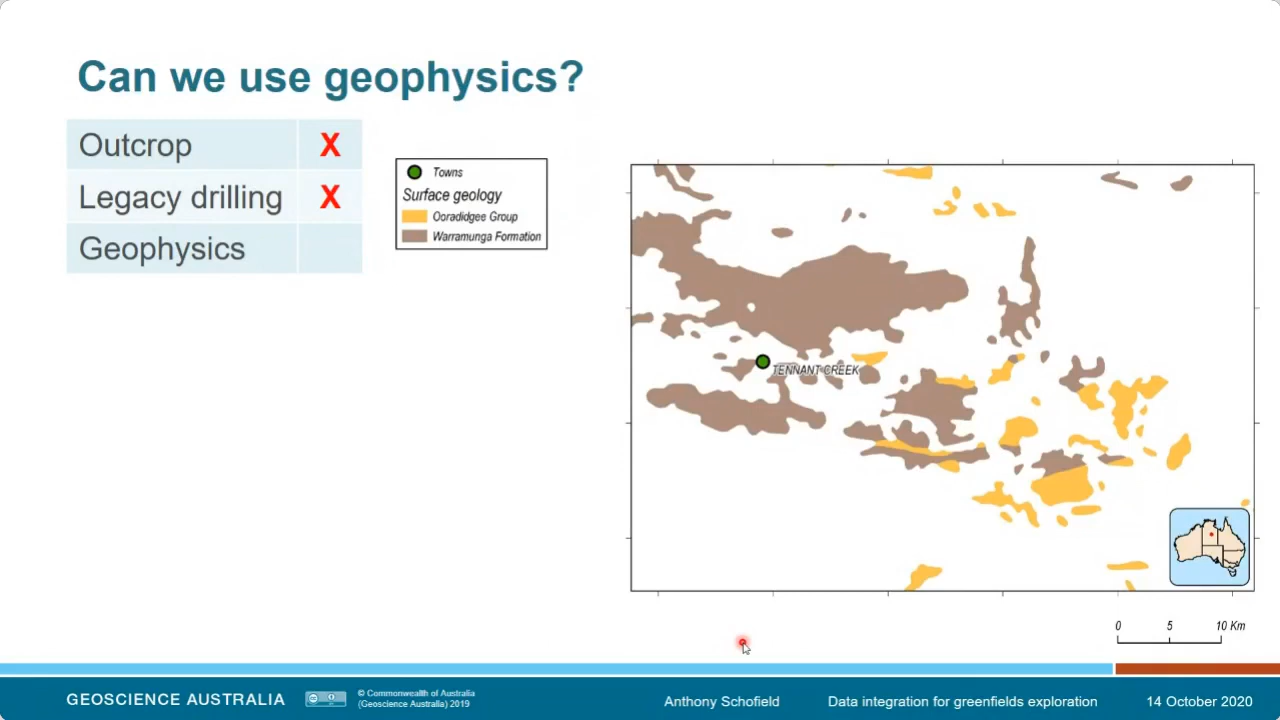 Can we use geophysics?
Outcrop X
Legacy drilling X
Geophysics
Towns
Surface geology
Ooradidgee Group
Warramunga Formation
TENNANT CREEK
0 5 10 Km
GEOSCIENCE AUSTRALIA
© Commonwealth of Australia
(Geoscience Australia) 2019
Anthony Schofield
Data integration for greenfields exploration
14 October 2020